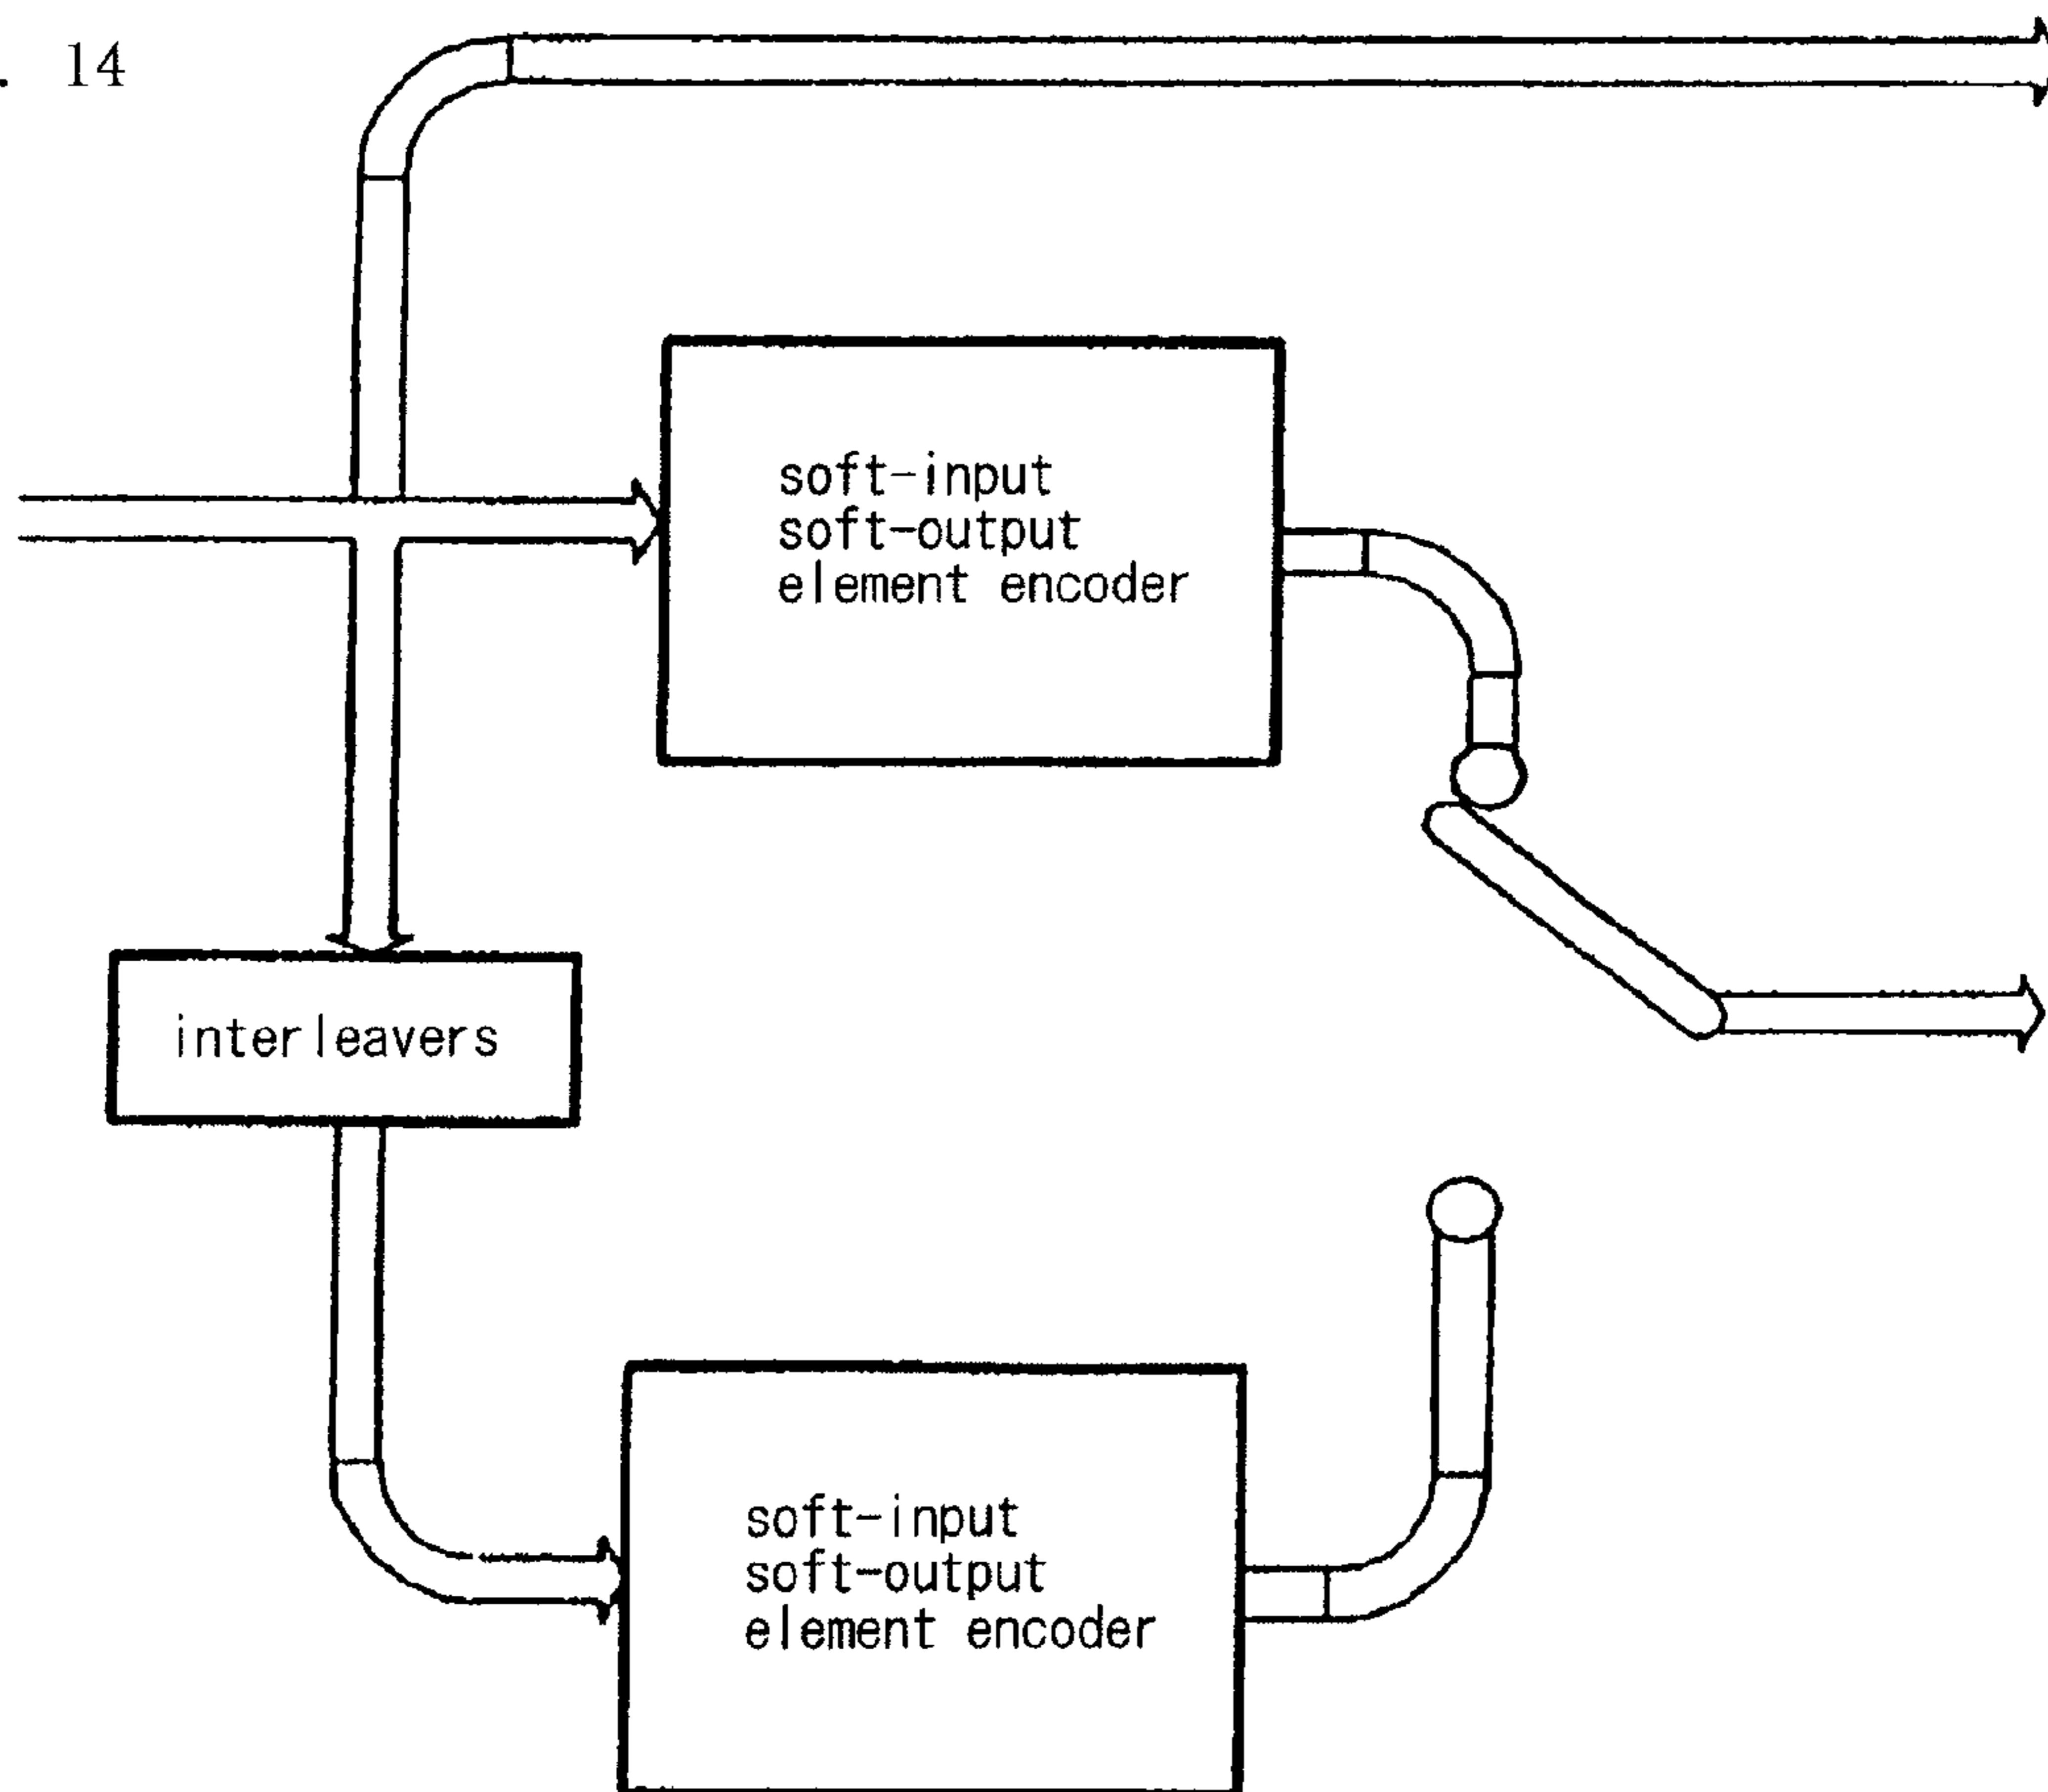 . 14
soft-input
soft-output
element encoder
interleavers
soft-input
soft-output
element encoder